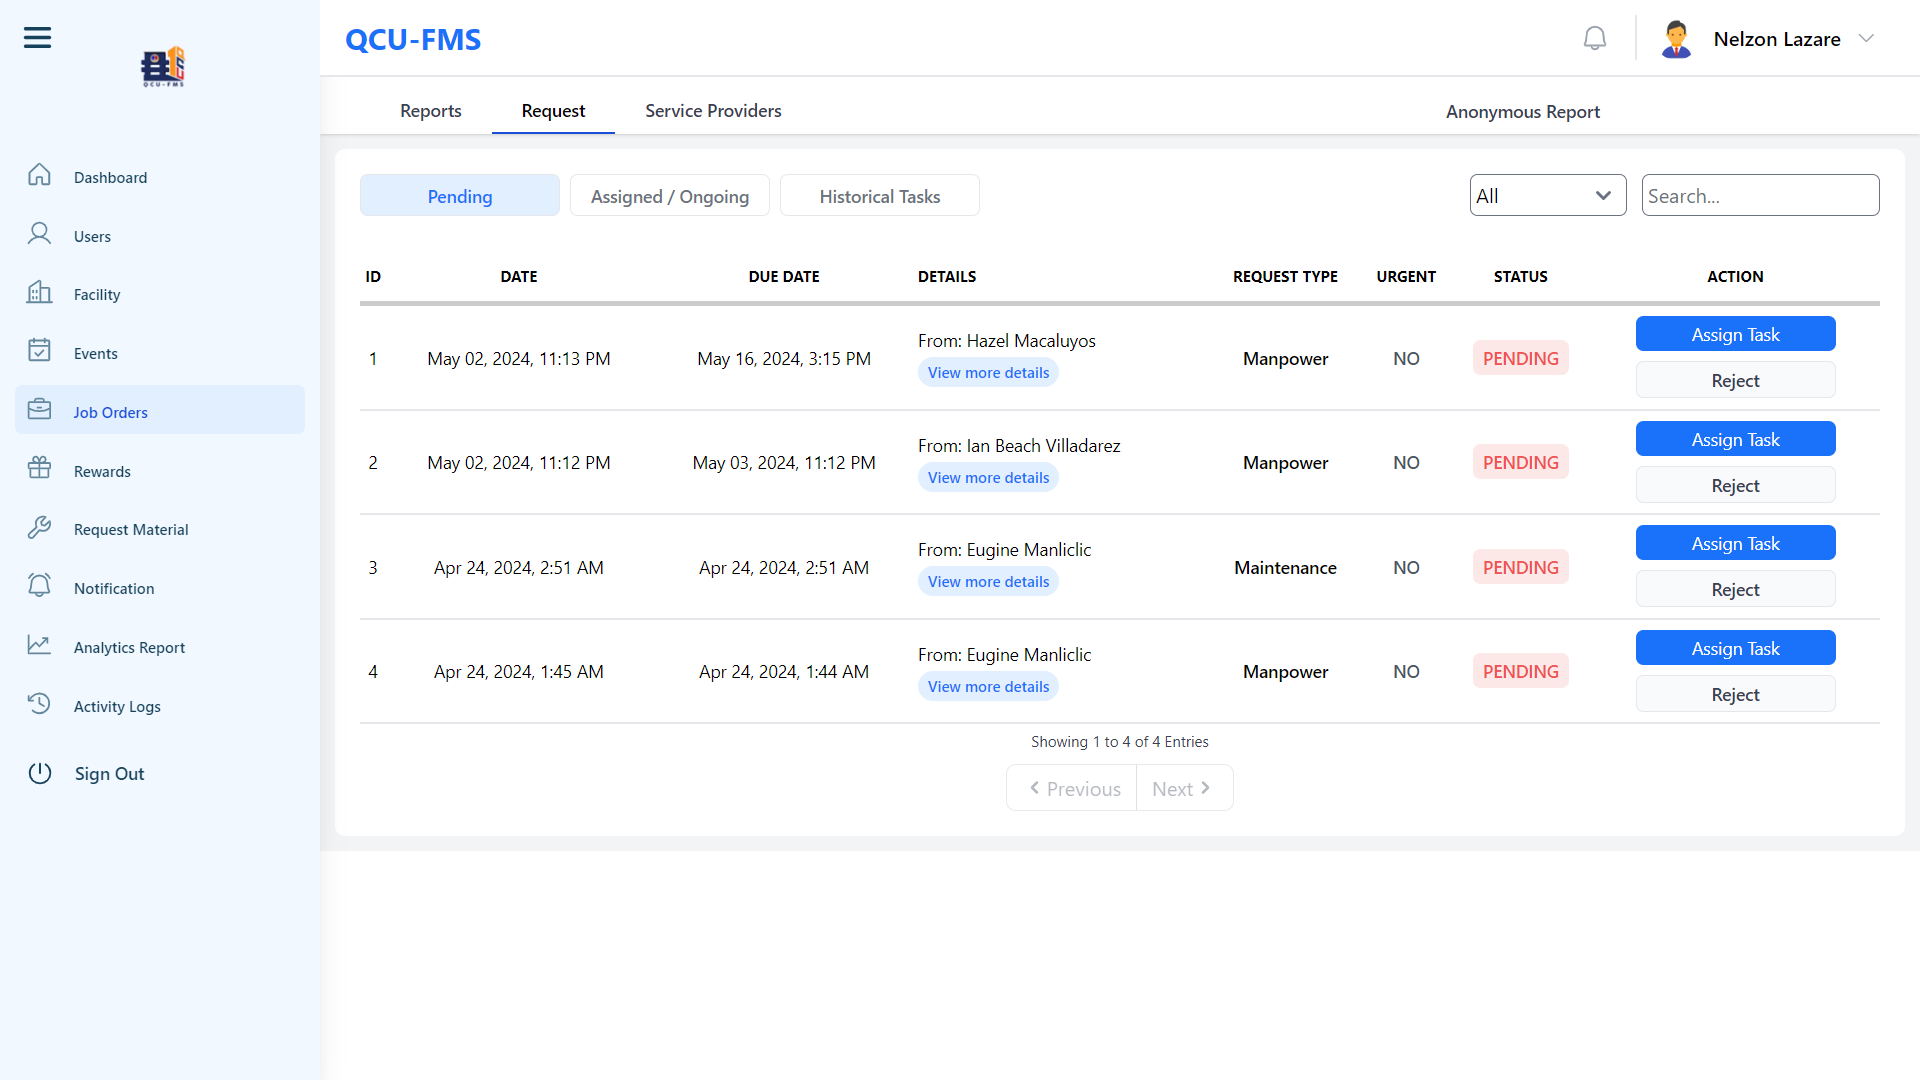 QCU-FMS
QCU-FMS
Nelzon Lazare
Reports
Request
Service Providers
Anonymous Report
Dashboard
Users
Facility
Events
Job Orders
Rewards
Request Material
Notification
Analytics Report
Activity Logs
Sign Out
Pending
Assigned / Ongoing
Historical Tasks
All
Search...
ID DATE DUE DATE DETAILS REQUEST TYPE URGENT STATUS ACTION
1 May 02, 2024, 11:13 PM May 16, 2024, 3:15 PM From: Hazel Macaluyos Manpower NO PENDING Assign Task
View more details Reject
2 May 02, 2024, 11:12 PM May 03, 2024, 11:12 PM From: Ian Beach Villadarez Manpower NO PENDING Assign Task
View more details Reject
3 Apr 24, 2024, 2:51 AM Apr 24, 2024, 2:51 AM From: Eugine Manliclic Maintenance NO PENDING Assign Task
View more details Reject
4 Apr 24, 2024, 1:45 AM Apr 24, 2024, 1:44 AM From: Eugine Manliclic Manpower NO PENDING Assign Task
View more details Reject
Showing 1 to 4 of 4 Entries
Previous Next